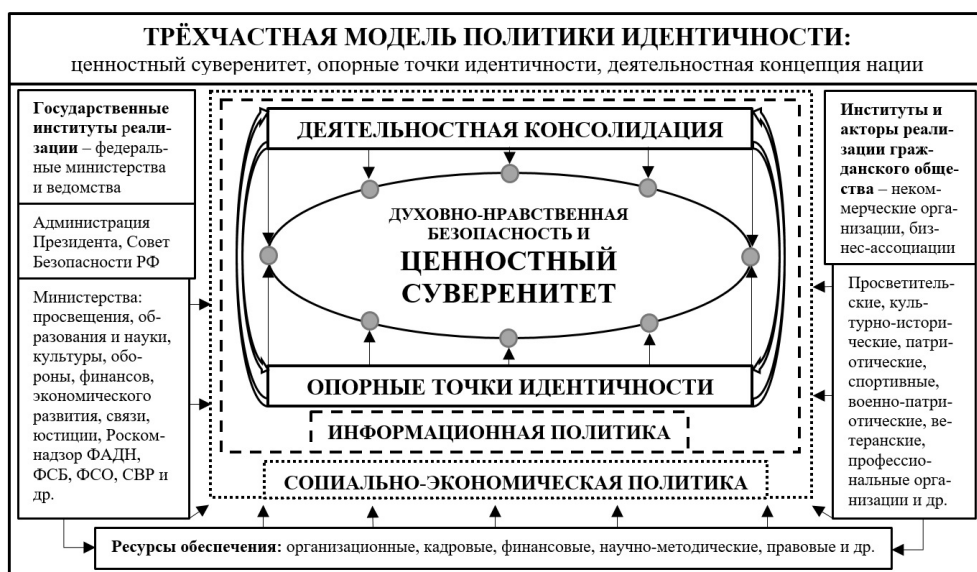 ТРЁХЧАСТНАЯ МОДЕЛЬ ПОЛИТИКИ ИДЕНТИЧНОСТИ:
ценностный суверенитет, опорные точки идентичности, деятельностная концепция нации
Государственные
институты реали-
зации – федераль-
ные министерства
и ведомства
Администрация
Президента, Совет
Безопасности РФ
Министерства:
просвещения, об-
разования и науки,
культуры, обо-
роны, финансов,
экономического
развития, связи,
юстиции, Роском-
надзор ФАДН,
ФСБ, ФСО, СВР и
др.
ДЕЯТЕЛЬНОСТНАЯ КОНСОЛИДАЦИЯ
ДУХОВНО-НРАВСТВЕННАЯ
БЕЗОПАСНОСТЬ И
ЦЕННОСТНЫЙ
СУВЕРЕНИТЕТ
ОПОРНЫЕ ТОЧКИ ИДЕНТИЧНОСТИ
ИНФОРМАЦИОННАЯ ПОЛИТИКА
СОЦИАЛЬНО-ЭКОНОМИЧЕСКАЯ ПОЛИТИКА
Институты и
акторы реали-
зации граж-
данского обще-
ства – неком-
мерческие орга-
низации, биз-
нес-ассоциации
Просветитель-
ские, куль-
турно-истори-
ческие, патри-
отические,
спортивные,
военно-патри-
отические, ве-
теранские,
профессио-
нальные орга-
низации и др.
Ресурсы обеспечения: организационные, кадровые, финансовые, научно-методические, правовые и др.